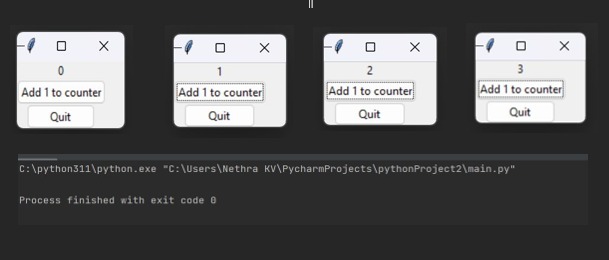 0
Add 1 to counter
Quit
1
Add 1 to counter
Quit
2
Add 1 to counter
Quit
3
Add 1 to counter
Quit
C:\python311\python.exe "C:\Users\Nethra KV\PycharmProjects\pythonProject2\main.py"
Process finished with exit code 0